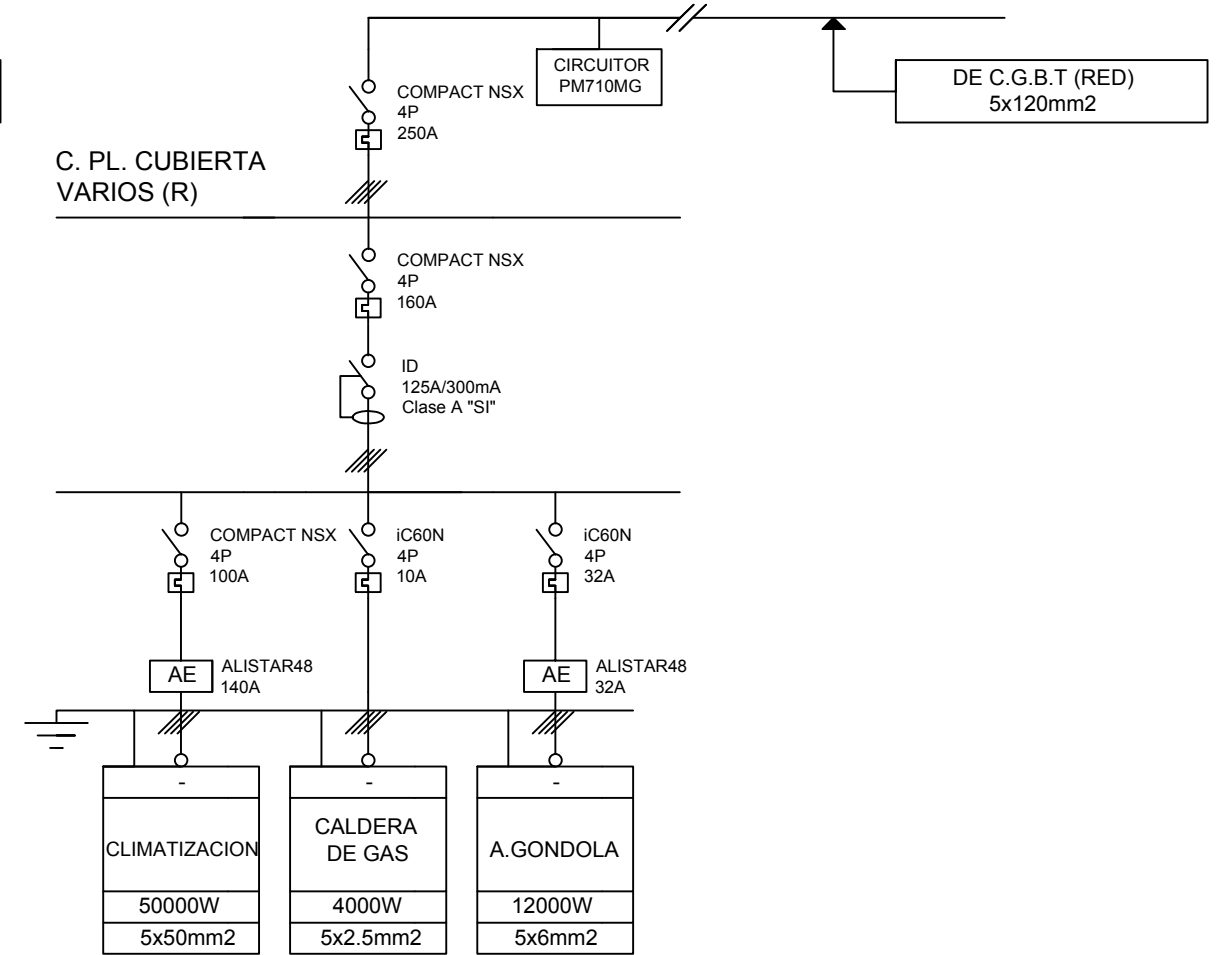 CIRCUITOR
PM710MG
DE C.G.B.T (RED)
5x120mm2
COMPACT NSX
4P
250A
C. PL. CUBIERTA
VARIOS (R)
COMPACT NSX
4P
160A
ID
125A/300mA
Clase A "SI"
COMPACT NSX
4P
100A
iC60N
4P
10A
iC60N
4P
32A
AE
ALISTAR48
140A
AE
ALISTAR48
32A
-
CLIMATIZACION
50000W
5x50mm2
-
CALDERA
DE GAS
4000W
5x2.5mm2
-
A.GONDOLA
12000W
5x6mm2